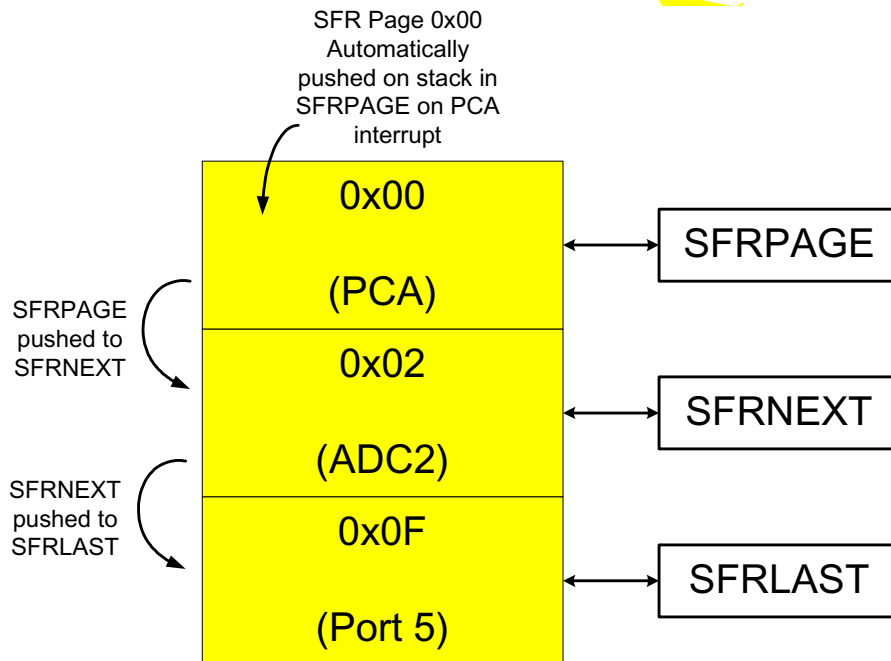 SFR Page 0x00
Automatically
pushed on stack in
SFRPAGE on PCA
interrupt
0x00
(PCA)
SFRPAGE
SFRPAGE
pushed to
SFRNEXT
0x02
(ADC2)
SFRNEXT
SFRNEXT
pushed to
SFRLAST
0x0F
(Port 5)
SFRLAST